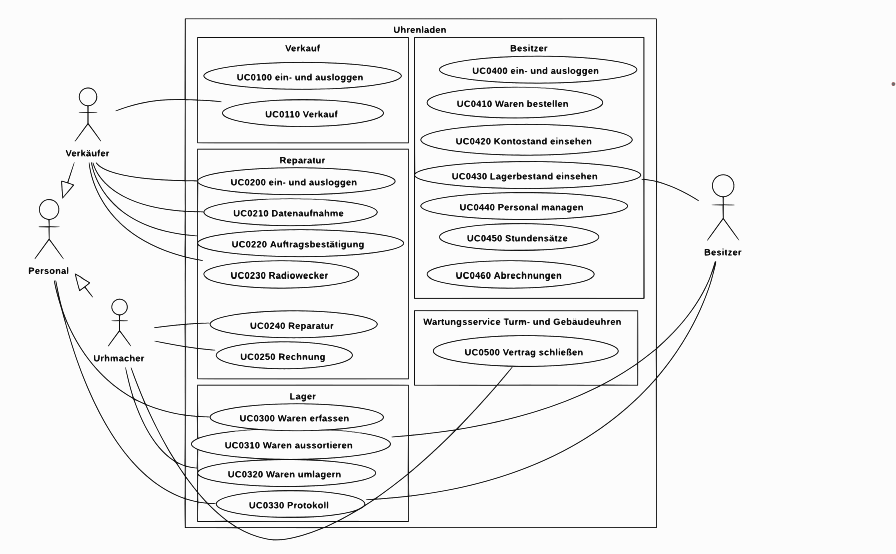 Uhrenladen
Verkauf
UC0100 ein- und ausloggen
UC0110 Verkauf
Verkäufer
Reparatur
UC0200 ein- und ausloggen
UC0210 Datenaufnahme
UC0220 Auftragsbestätigung
UC0230 Radiowecker
UC0240 Reparatur
UC0250 Rechnung
Personal
Urhmacher
Lager
UC0300 Waren erfassen
UC0310 Waren aussortieren
UC0320 Waren umlagern
UC0330 Protokoll
Besitzer
UC0400 ein- und ausloggen
UC0410 Waren bestellen
UC0420 Kontostand einsehen
UC0430 Lagerbestand einsehen
UC0440 Personal managen
UC0450 Stundensätze
UC0460 Abrechnungen
Wartungsservice Turm- und Gebäudeuhren
UC0500 Vertrag schließen
Besitzer